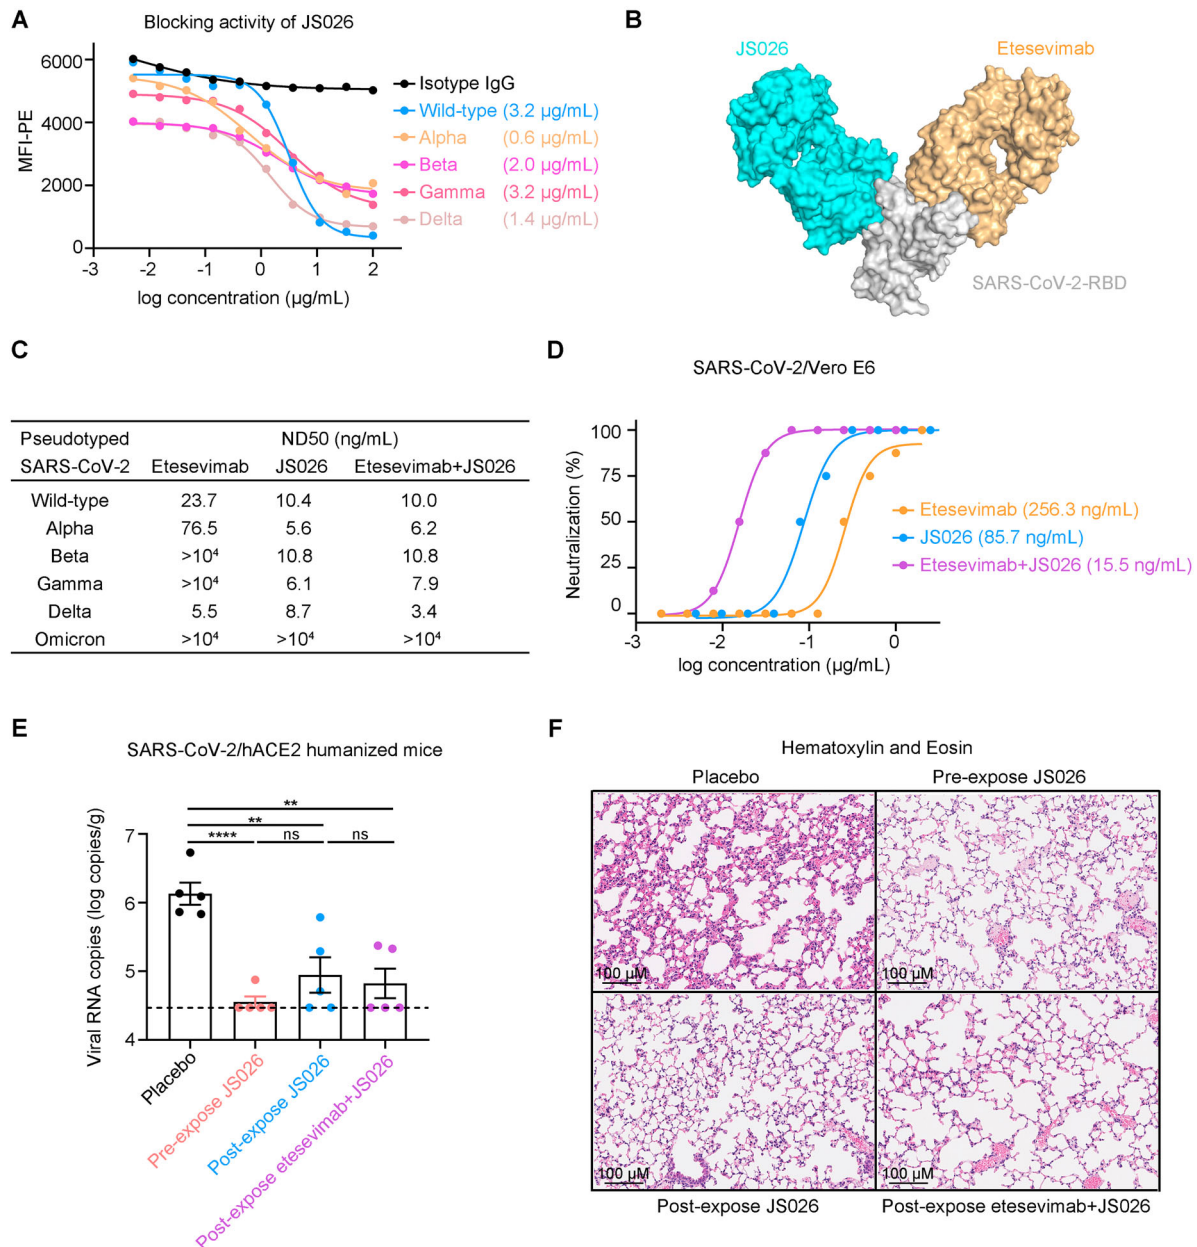 A
Blocking activity of JS026
MFI-PE
6000
4000
2000
0
-3
-2
-1
0
1
2
log concentration (µg/mL)
Isotype IgG
Wild-type (3.2 µg/mL)
Alpha (0.6 µg/mL)
Beta (2.0 µg/mL)
Gamma (3.2 µg/mL)
Delta (1.4 µg/mL)
B
JS026
Etesevimab
SARS-CoV-2-RBD
C
Pseudotyped ND50 (ng/mL)
SARS-CoV-2 Etesevimab JS026 Etesevimab+JS026
Wild-type 23.7 10.4 10.0
Alpha 76.5 5.6 6.2
Beta >10⁴ 10.8 10.8
Gamma >10⁴ 6.1 7.9
Delta 5.5 8.7 3.4
Omicron >10⁴ >10⁴ >10⁴
D
SARS-CoV-2/Vero E6
Neutralization (%)
100
75
50
25
0
-3
-2
-1
0
log concentration (µg/mL)
Etesevimab (256.3 ng/mL)
JS026 (85.7 ng/mL)
Etesevimab+JS026 (15.5 ng/mL)
E
SARS-CoV-2/hACE2 humanized mice
Viral RNA copies (log copies/g)
7
6
5
4
**
**
**** ns ns
Placebo
Pre-expose JS026
Post-expose JS026
Post-expose etesevimab+JS026
F
Hematoxylin and Eosin
Placebo
Pre-expose JS026
100 µM
100 µM
100 µM
100 µM
Post-expose JS026
Post-expose etesevimab+JS026